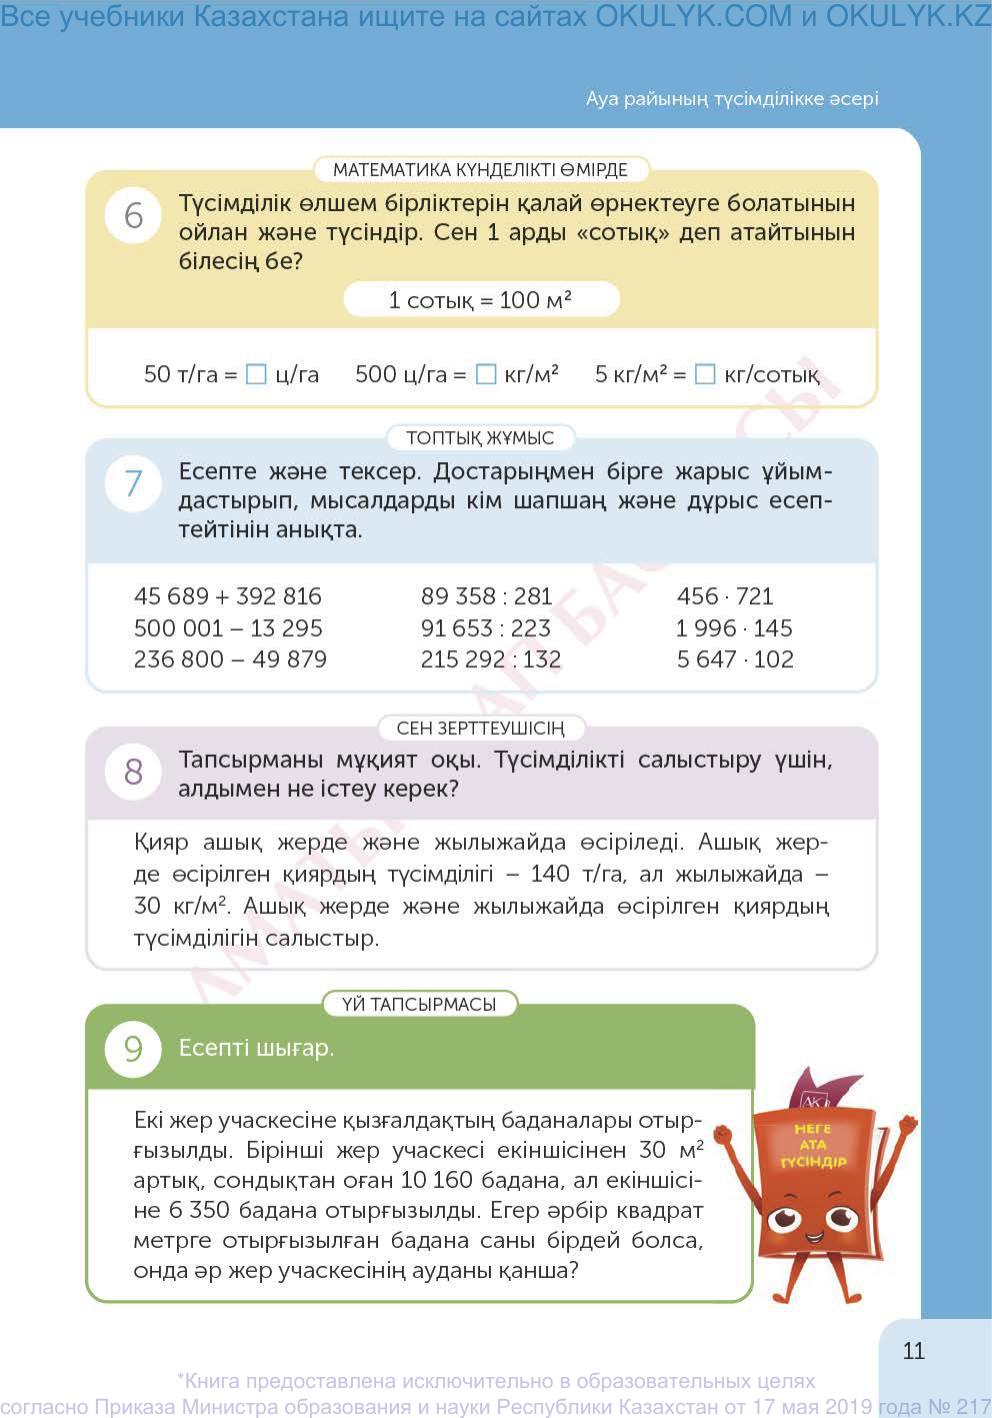 Все учебники Казахстана ищите на сайтах OKULYK.COM и OKULYK.KZ
Ауа райының түсімділікке әсері
МАТЕМАТИКА КҮНДЕЛІКТІ ӨМІРДЕ
6
Түсімділік өлшем бірліктерін қалай өрнектеуге болатынын
ойлан және түсіндір. Сен 1 арды «сотық» деп атайтынын
білесің бе?
1 сотық = 100 м²
50 т/га = □ ц/га 500 ц/га = □ кг/м² 5 кг/м² = □ кг/сотық
ТОПТЫҚ ЖҰМЫС
7
Есепте және тексер. Достарыңмен бірге жарыс ұйым-
дастырып, мысалдарды кім шапшаң және дұрыс есеп-
тейтінін анықта.
45 689 + 392 816 89 358 : 281 456 · 721
500 001 – 13 295 91 653 : 223 1 996 · 145
236 800 – 49 879 215 292 : 132 5 647 · 102
СЕН ЗЕРТТЕУШІСІҢ
8
Тапсырманы мұқият оқы. Түсімділікті салыстыру үшін,
алдымен не істеу керек?
Қияр ашық жерде және жылыжайда өсіріледі. Ашық жер-
де өсірілген қиярдың түсімділігі – 140 т/га, ал жылыжайда –
30 кг/м². Ашық жерде және жылыжайда өсірілген қиярдың
түсімділігін салыстыр.
ҮЙ ТАПСЫРМАСЫ
9
Есепті шығар.
Екі жер учаскесіне қызғалдақтың баданалары отыр-
ғызылды. Бірінші жер учаскесі екіншісінен 30 м²
артық, сондықтан оған 10 160 бадана, ал екіншісі-
не 6 350 бадана отырғызылды. Егер әрбір квадрат
метрге отырғызылған бадана саны бірдей болса,
онда әр жер учаскесінің ауданы қанша?
НЕГЕ
АТА
ТҮСІНДІР
11
*Книга предоставлена исключительно в образовательных целях
согласно Приказа Министра образования и науки Республики Казахстан от 17 мая 2019 года № 217